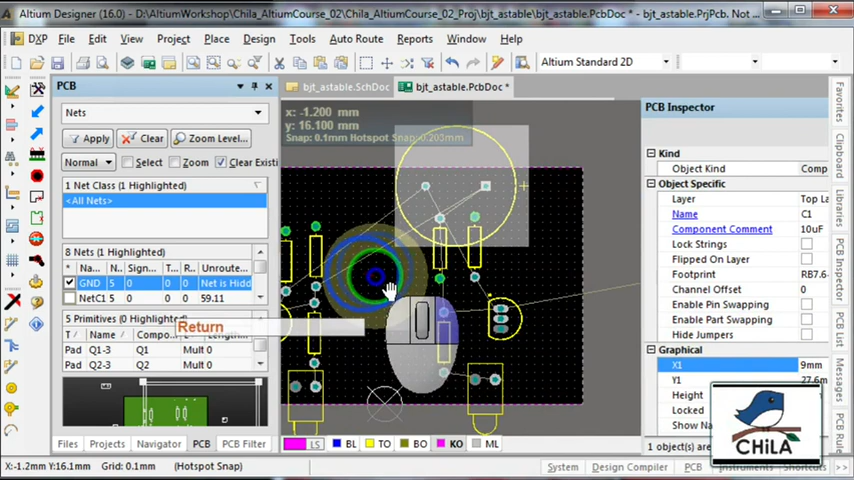 Altium Designer (16.0) - D:\AltiumWorkshop\Chila_AltiumCourse_02\Chila_AltiumCourse_02_Proj\bjt_astable\bjt_astable.PcbDoc * - bjt_astable.PrjPcb. Not ...
DXP File Edit View Project Place Design Tools Auto Route Reports Window Help
Altium Standard 2D
PCB
bjt_astable.SchDoc bjt_astable.PcbDoc *
PCB Inspector
Nets
x: -1.200 mm
y: 16.100 mm
Snap: 0.1mm Hotspot Snap: 0.203mm
Apply Clear Zoom Level...
Normal Select Zoom Clear Existi
1 Net Class (1 Highlighted)
<All Nets>
8 Nets (1 Highlighted)
* Na... N.. Sign... T... R.. Unroute...
GND 5 0 0 0 Net is Hidd
NetC1 5 0 0 0 59.11
5 Primitives (0 Highlighted)
Return
T... Name Compo...
Pad Q1-3 Q1 Mult 0
Pad Q2-3 Q2 Mult 0
Kind
Object Kind Comp
Object Specific
Layer Top La
Name C1
Component Comment 10uF
Lock Strings
Flipped On Layer
Footprint RB7.6
Channel Offset 0
Enable Pin Swapping
Enable Part Swapping
Hide Jumpers
Graphical
X1 9mm
Y1 27.6m
Height
Locked
Show Na
1 object(s) are
Clipboard
Libraries
PCB Inspector
PCB List
Messages
PCB Rule
CHiLA
Files Projects Navigator PCB PCB Filter
LS BL TO BO KO ML
X:-1.2mm Y:16.1mm Grid: 0.1mm (Hotspot Snap)
System Design Compiler PCB Instruments Shortcuts >>